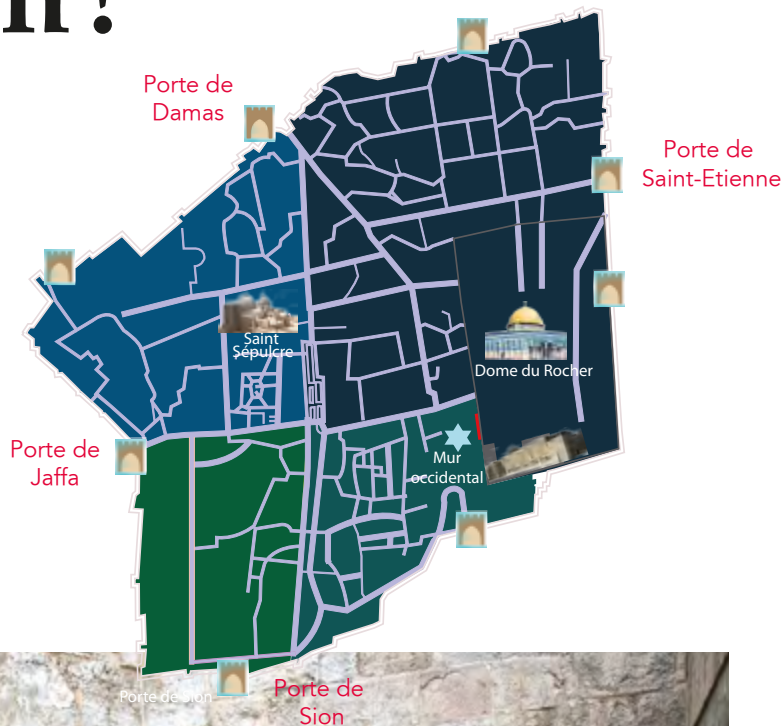 n !
Porte de
Damas
Porte de
Saint-Etienne
Saint
Sépulcre
Dome du Rocher
Porte de
Jaffa
Mur
occidental
Porte de Sion
Porte de
Sion